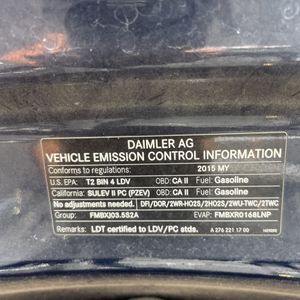 DAIMLER AG
VEHICLE EMISSION CONTROL INFORMATION
Conforms to regulations: 2015 MY
U.S. EPA: T2 BIN 4 LDV OBD: CA II Fuel: Gasoline
California: SULEV II PC (PZEV) OBD: CA II Fuel: Gasoline
No adjustments needed. DFI/DOR/2WR-HO2S/2HO2S/2WU-TWC/2TWC
Group: FMBXJ03.5S2A EVAP: FMBXR0168LNP
Remarks: LDT certified to LDV/PC stds. A 276 221 17 00